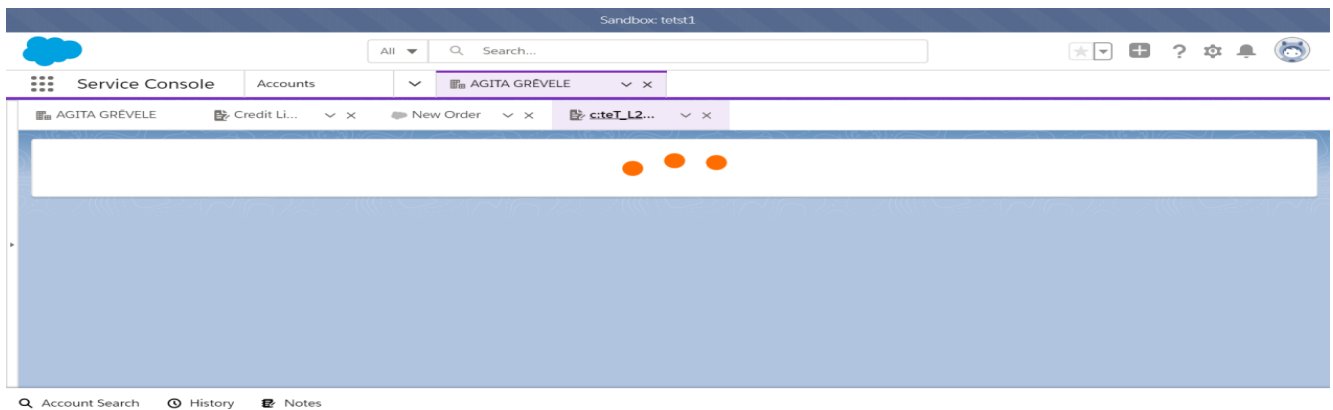 Sandbox: tetst1
All Search...
Service Console Accounts AGITA GRĒVELE
AGITA GRĒVELE Credit Li... New Order c:teT_L2...
Account Search History Notes